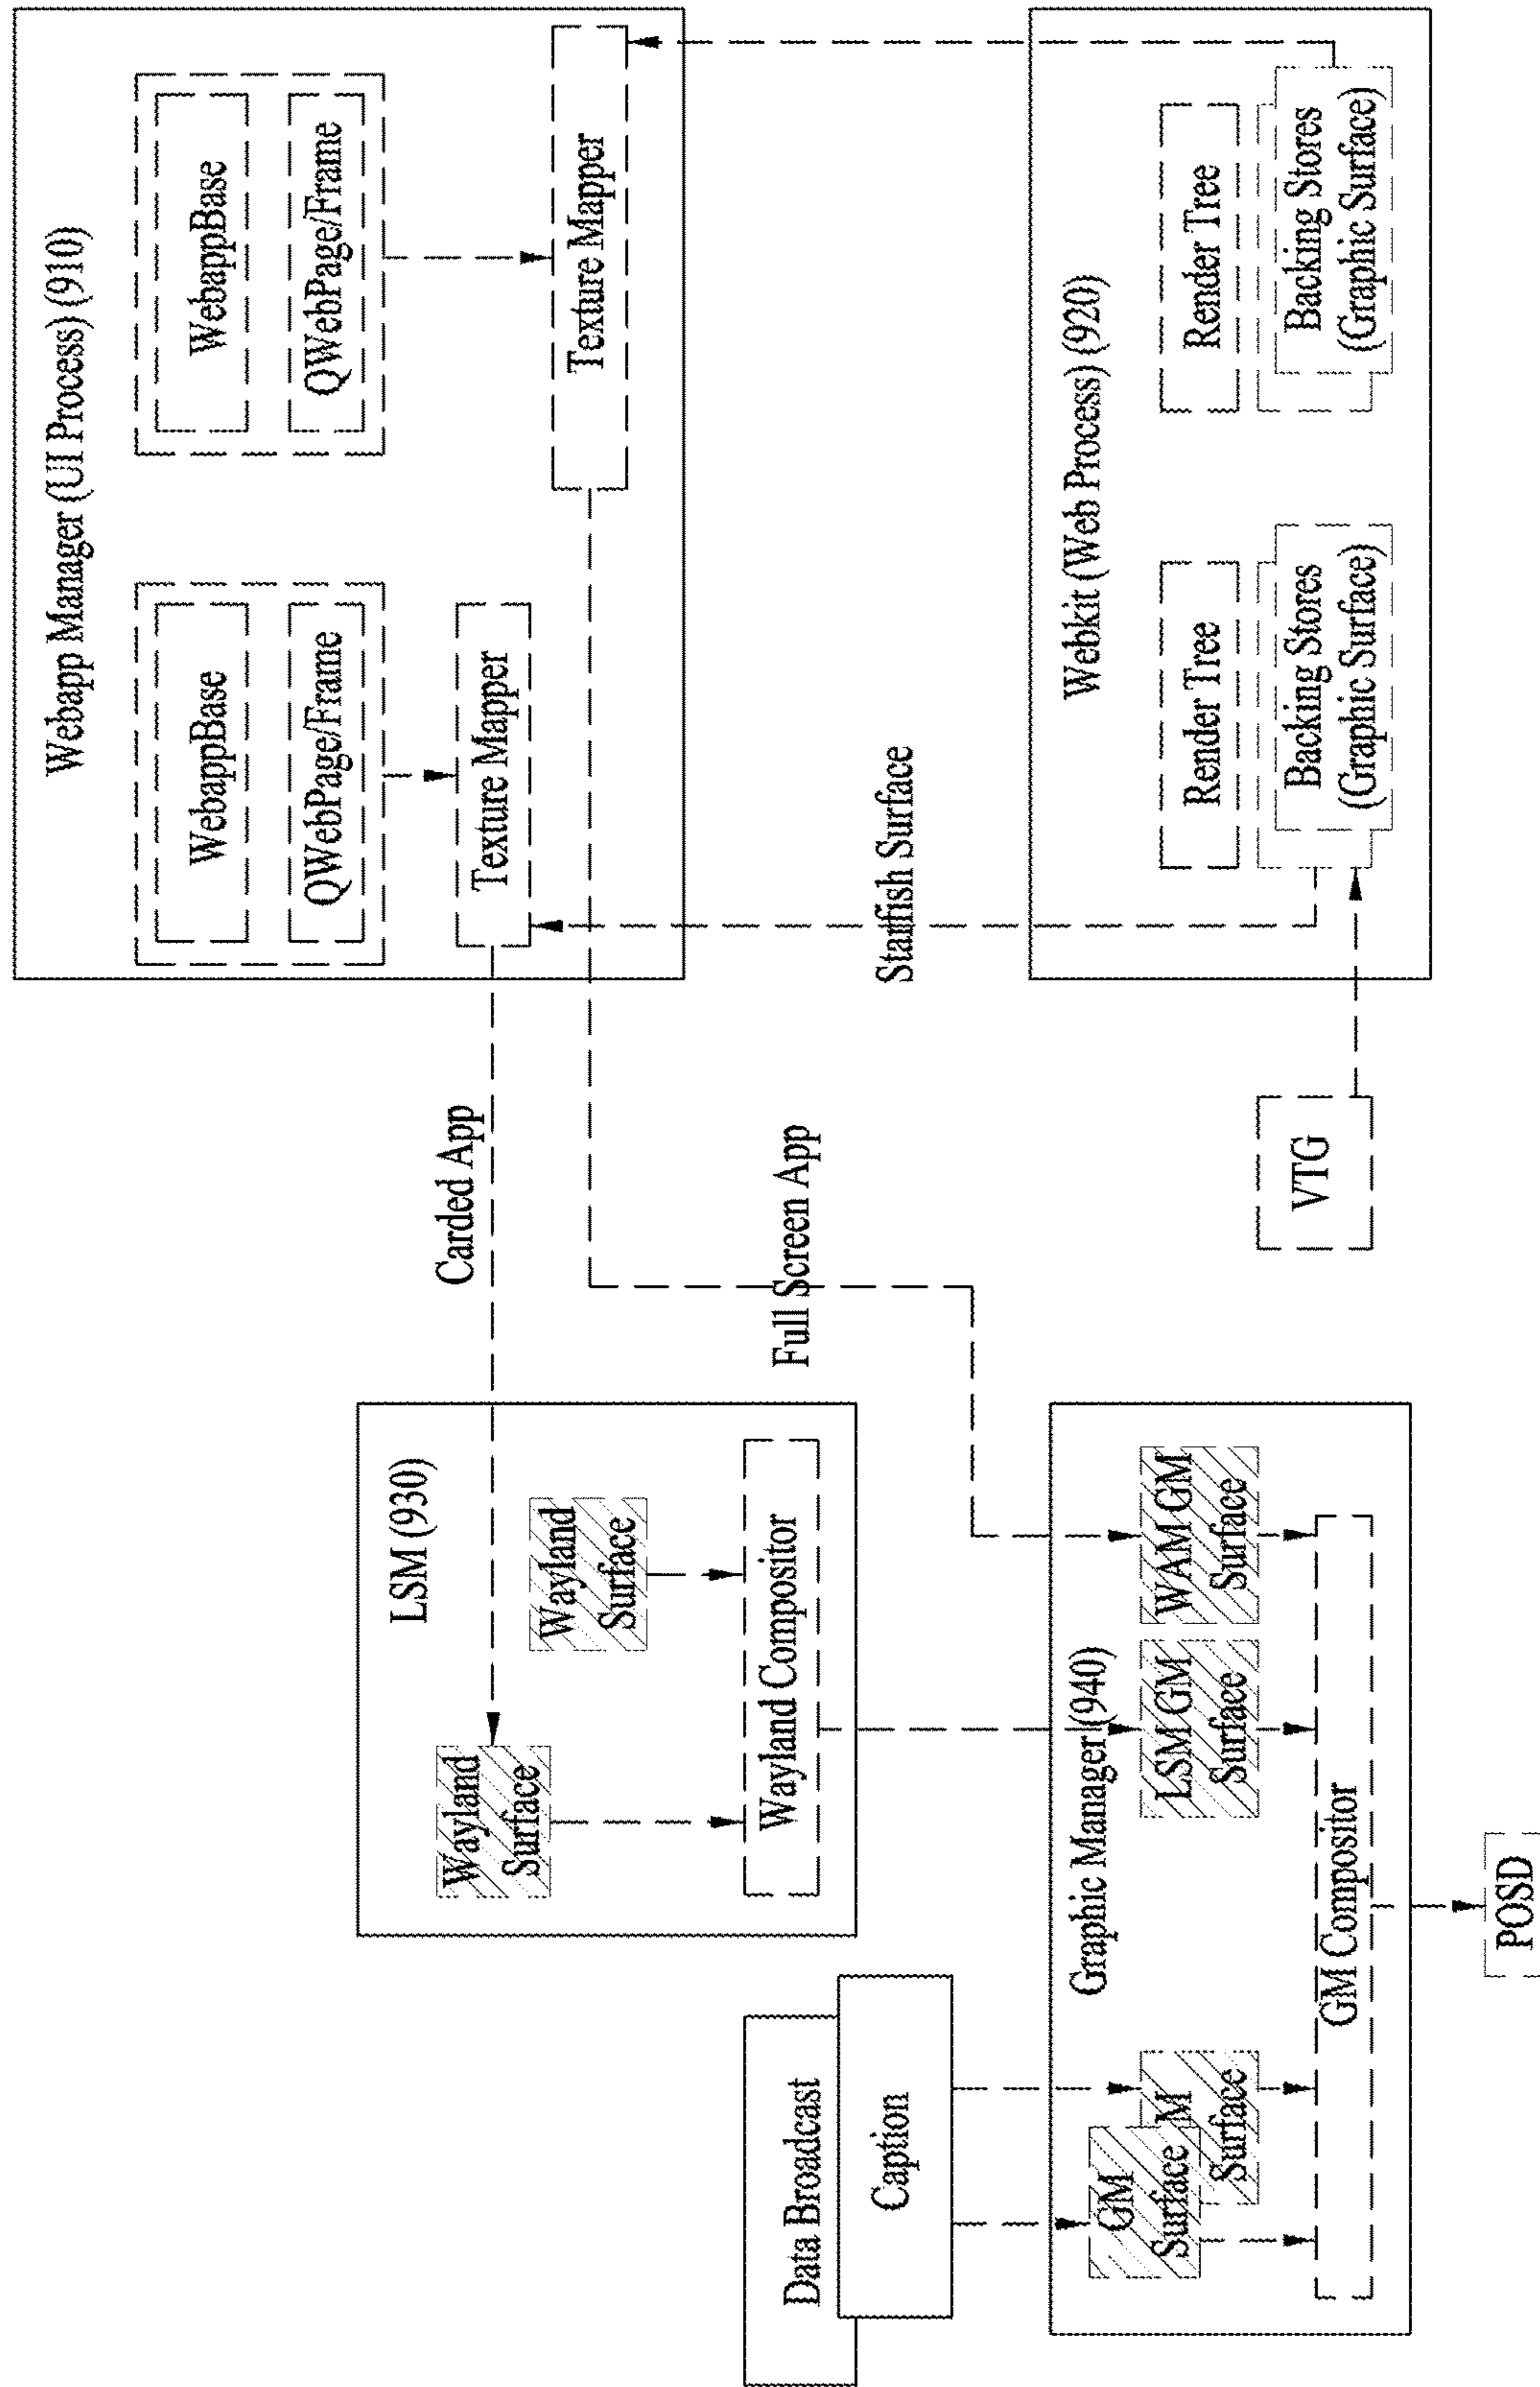 Webapp Manager (UI Process) (910)
WebappBase
WebappBase
QWebPage/Frame
QWebPage/Frame
Texture Mapper
Texture Mapper
Carded App
LSM (930)
Wayland
Surface
Wayland
Surface
Wayland Compositor
Full Screen App
Starfish Surface
Data Broadcast
Caption
Graphic Manager (940)
GM
Surface
M
Surface
LSM GM
Surface
WAM GM
Surface
GM Compositor
POSD
VTG
Webkit (Web Process) (920)
Render Tree
Render Tree
Backing Stores
(Graphic Surface)
Backing Stores
(Graphic Surface)